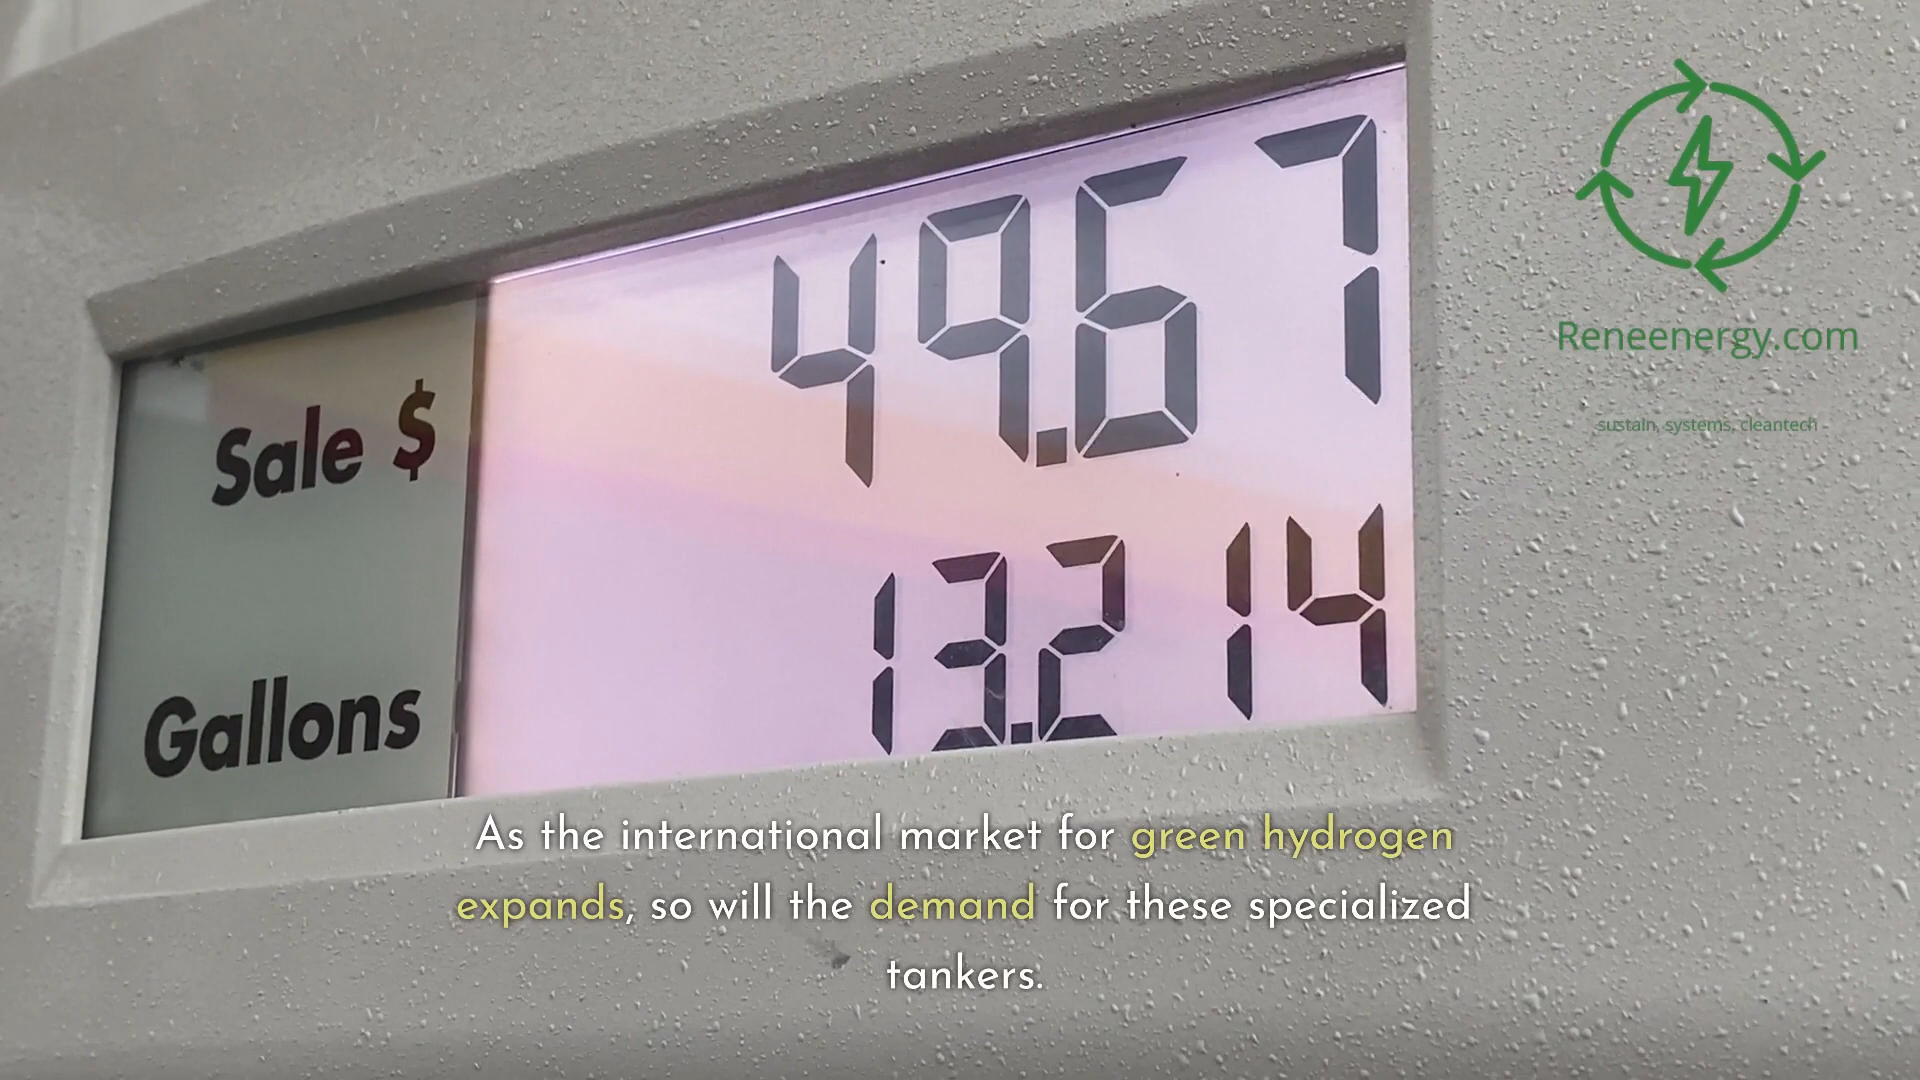 Sale $ 49.67
Gallons 13.214
Reneenergy.com
sustain, systems, cleantech
As the international market for green hydrogen
expands, so will the demand for these specialized
tankers.